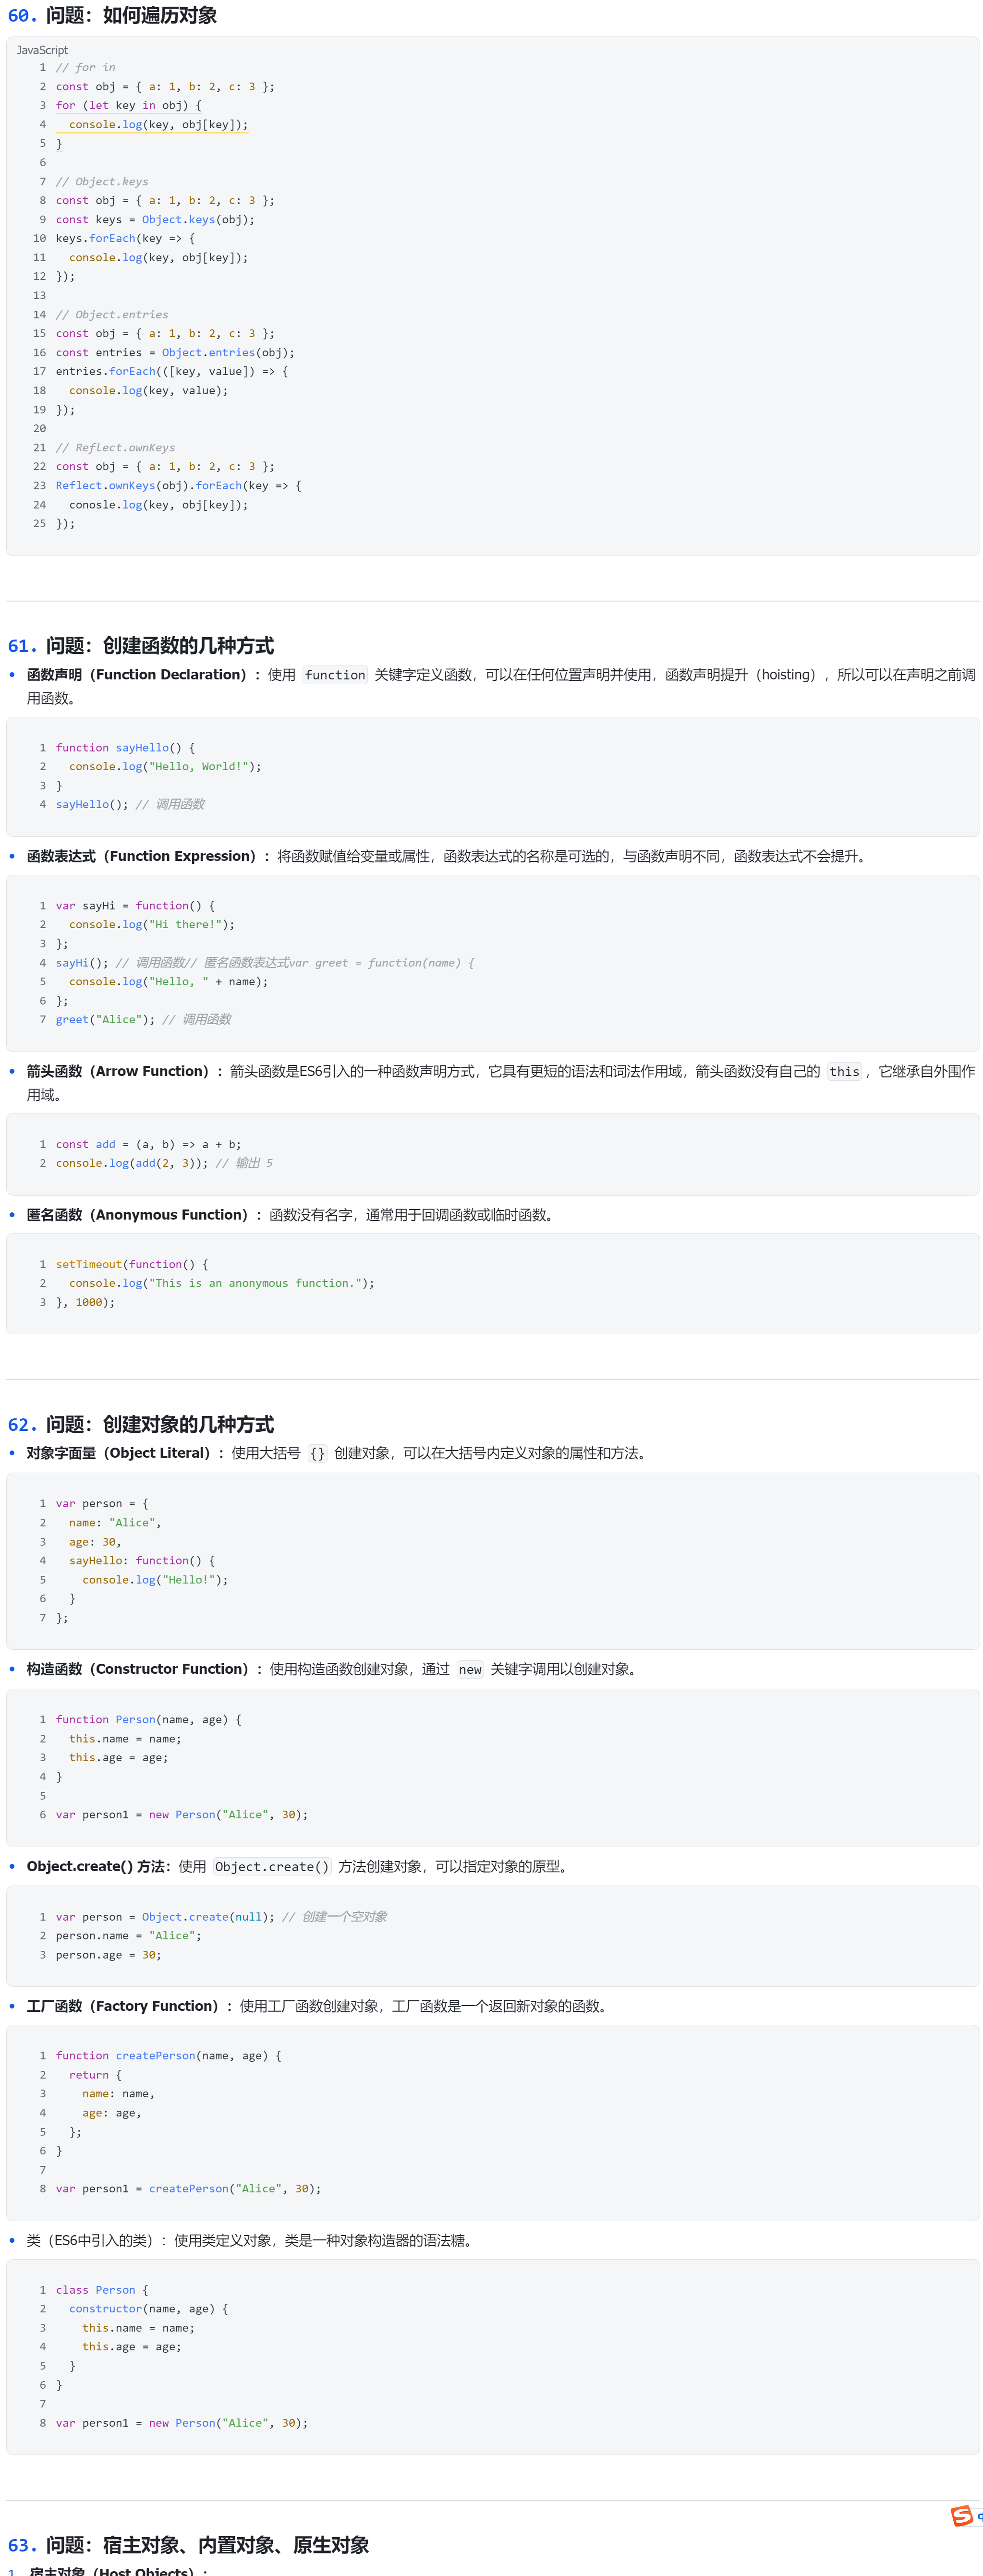 60. 问题：如何遍历对象
JavaScript
1 // for in
2 const obj = { a: 1, b: 2, c: 3 };
3 for (let key in obj) {
4   console.log(key, obj[key]);
5 }
6
7 // Object.keys
8 const obj = { a: 1, b: 2, c: 3 };
9 const keys = Object.keys(obj);
10 keys.forEach(key => {
11   console.log(key, obj[key]);
12 });
13
14 // Object.entries
15 const obj = { a: 1, b: 2, c: 3 };
16 const entries = Object.entries(obj);
17 entries.forEach(([key, value]) => {
18   console.log(key, value);
19 });
20
21 // Reflect.ownKeys
22 const obj = { a: 1, b: 2, c: 3 };
23 Reflect.ownKeys(obj).forEach(key => {
24   conosle.log(key, obj[key]);
25 });
61. 问题：创建函数的几种方式
• 函数声明（Function Declaration）：使用 function 关键字定义函数，可以在任何位置声明并使用，函数声明提升（hoisting），所以可以在声明之前调
用函数。
1 function sayHello() {
2   console.log("Hello, World!");
3 }
4 sayHello(); // 调用函数
• 函数表达式（Function Expression）：将函数赋值给变量或属性，函数表达式的名称是可选的，与函数声明不同，函数表达式不会提升。
1 var sayHi = function() {
2   console.log("Hi there!");
3 };
4 sayHi(); // 调用函数// 匿名函数表达式var greet = function(name) {
5   console.log("Hello, " + name);
6 };
7 greet("Alice"); // 调用函数
• 箭头函数（Arrow Function）：箭头函数是ES6引入的一种函数声明方式，它具有更短的语法和词法作用域，箭头函数没有自己的 this，它继承自外围作
用域。
1 const add = (a, b) => a + b;
2 console.log(add(2, 3)); // 输出 5
• 匿名函数（Anonymous Function）：函数没有名字，通常用于回调函数或临时函数。
1 setTimeout(function() {
2   console.log("This is an anonymous function.");
3 }, 1000);
62. 问题：创建对象的几种方式
• 对象字面量（Object Literal）：使用大括号 {} 创建对象，可以在大括号内定义对象的属性和方法。
1 var person = {
2   name: "Alice",
3   age: 30,
4   sayHello: function() {
5     console.log("Hello!");
6   }
7 };
• 构造函数（Constructor Function）：使用构造函数创建对象，通过 new 关键字调用以创建对象。
1 function Person(name, age) {
2   this.name = name;
3   this.age = age;
4 }
5
6 var person1 = new Person("Alice", 30);
• Object.create() 方法：使用 Object.create() 方法创建对象，可以指定对象的原型。
1 var person = Object.create(null); // 创建一个空对象
2 person.name = "Alice";
3 person.age = 30;
• 工厂函数（Factory Function）：使用工厂函数创建对象，工厂函数是一个返回新对象的函数。
1 function createPerson(name, age) {
2   return {
3     name: name,
4     age: age,
5   };
6 }
7
8 var person1 = createPerson("Alice", 30);
• 类（ES6中引入的类）：使用类定义对象，类是一种对象构造器的语法糖。
1 class Person {
2   constructor(name, age) {
3     this.name = name;
4     this.age = age;
5   }
6 }
7
8 var person1 = new Person("Alice", 30);
63. 问题：宿主对象、内置对象、原生对象
1. 宿主对象（Host Objects）：